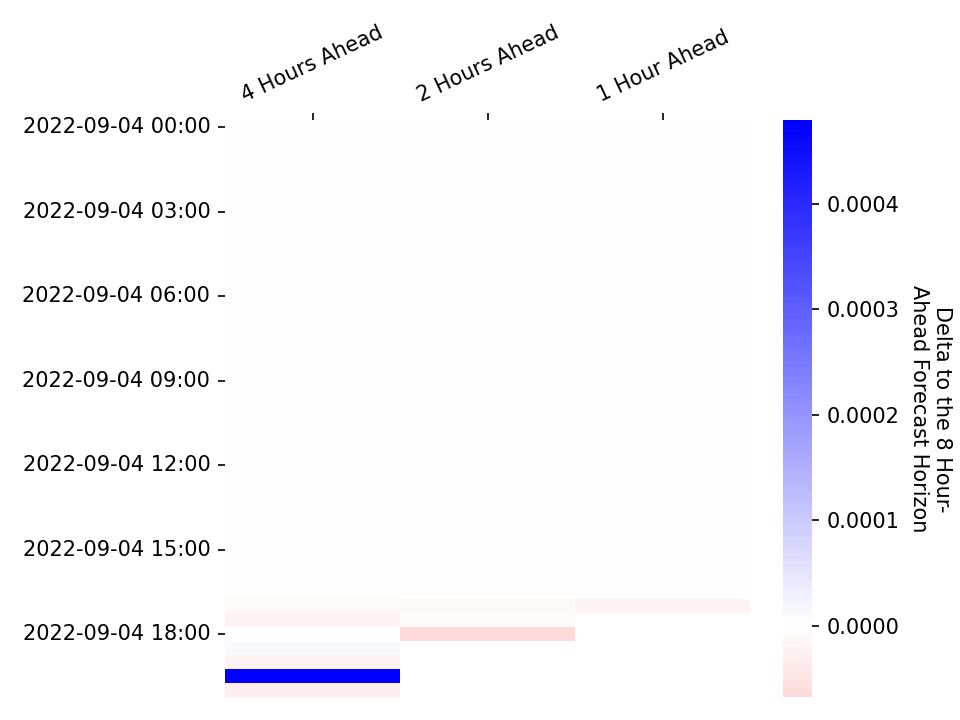 4 Hours Ahead
2 Hours Ahead
1 Hour Ahead
2022-09-04 00:00
2022-09-04 03:00
2022-09-04 06:00
2022-09-04 09:00
2022-09-04 12:00
2022-09-04 15:00
2022-09-04 18:00
0.0004
0.0003
0.0002
0.0001
0.0000
Delta to the 8 Hour-
Ahead Forecast Horizon